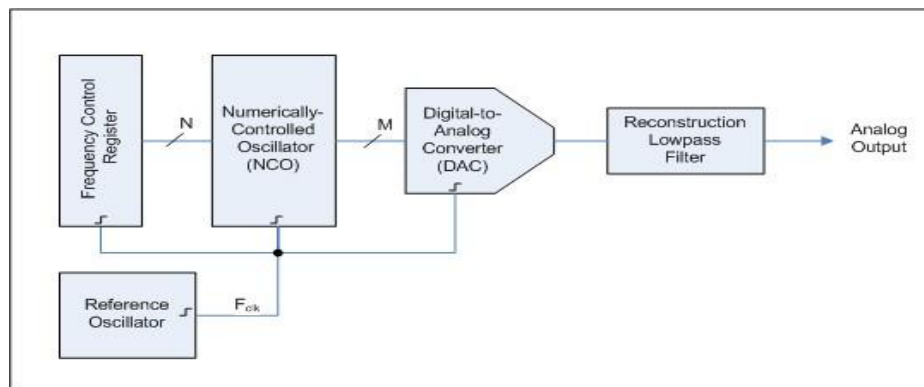 Frequency Control
Register
N
Numerically-
Controlled
Oscillator
(NCO)
M
Digital-to-
Analog
Converter
(DAC)
Reconstruction
Lowpass
Filter
Analog
Output
Reference
Oscillator
Fclk